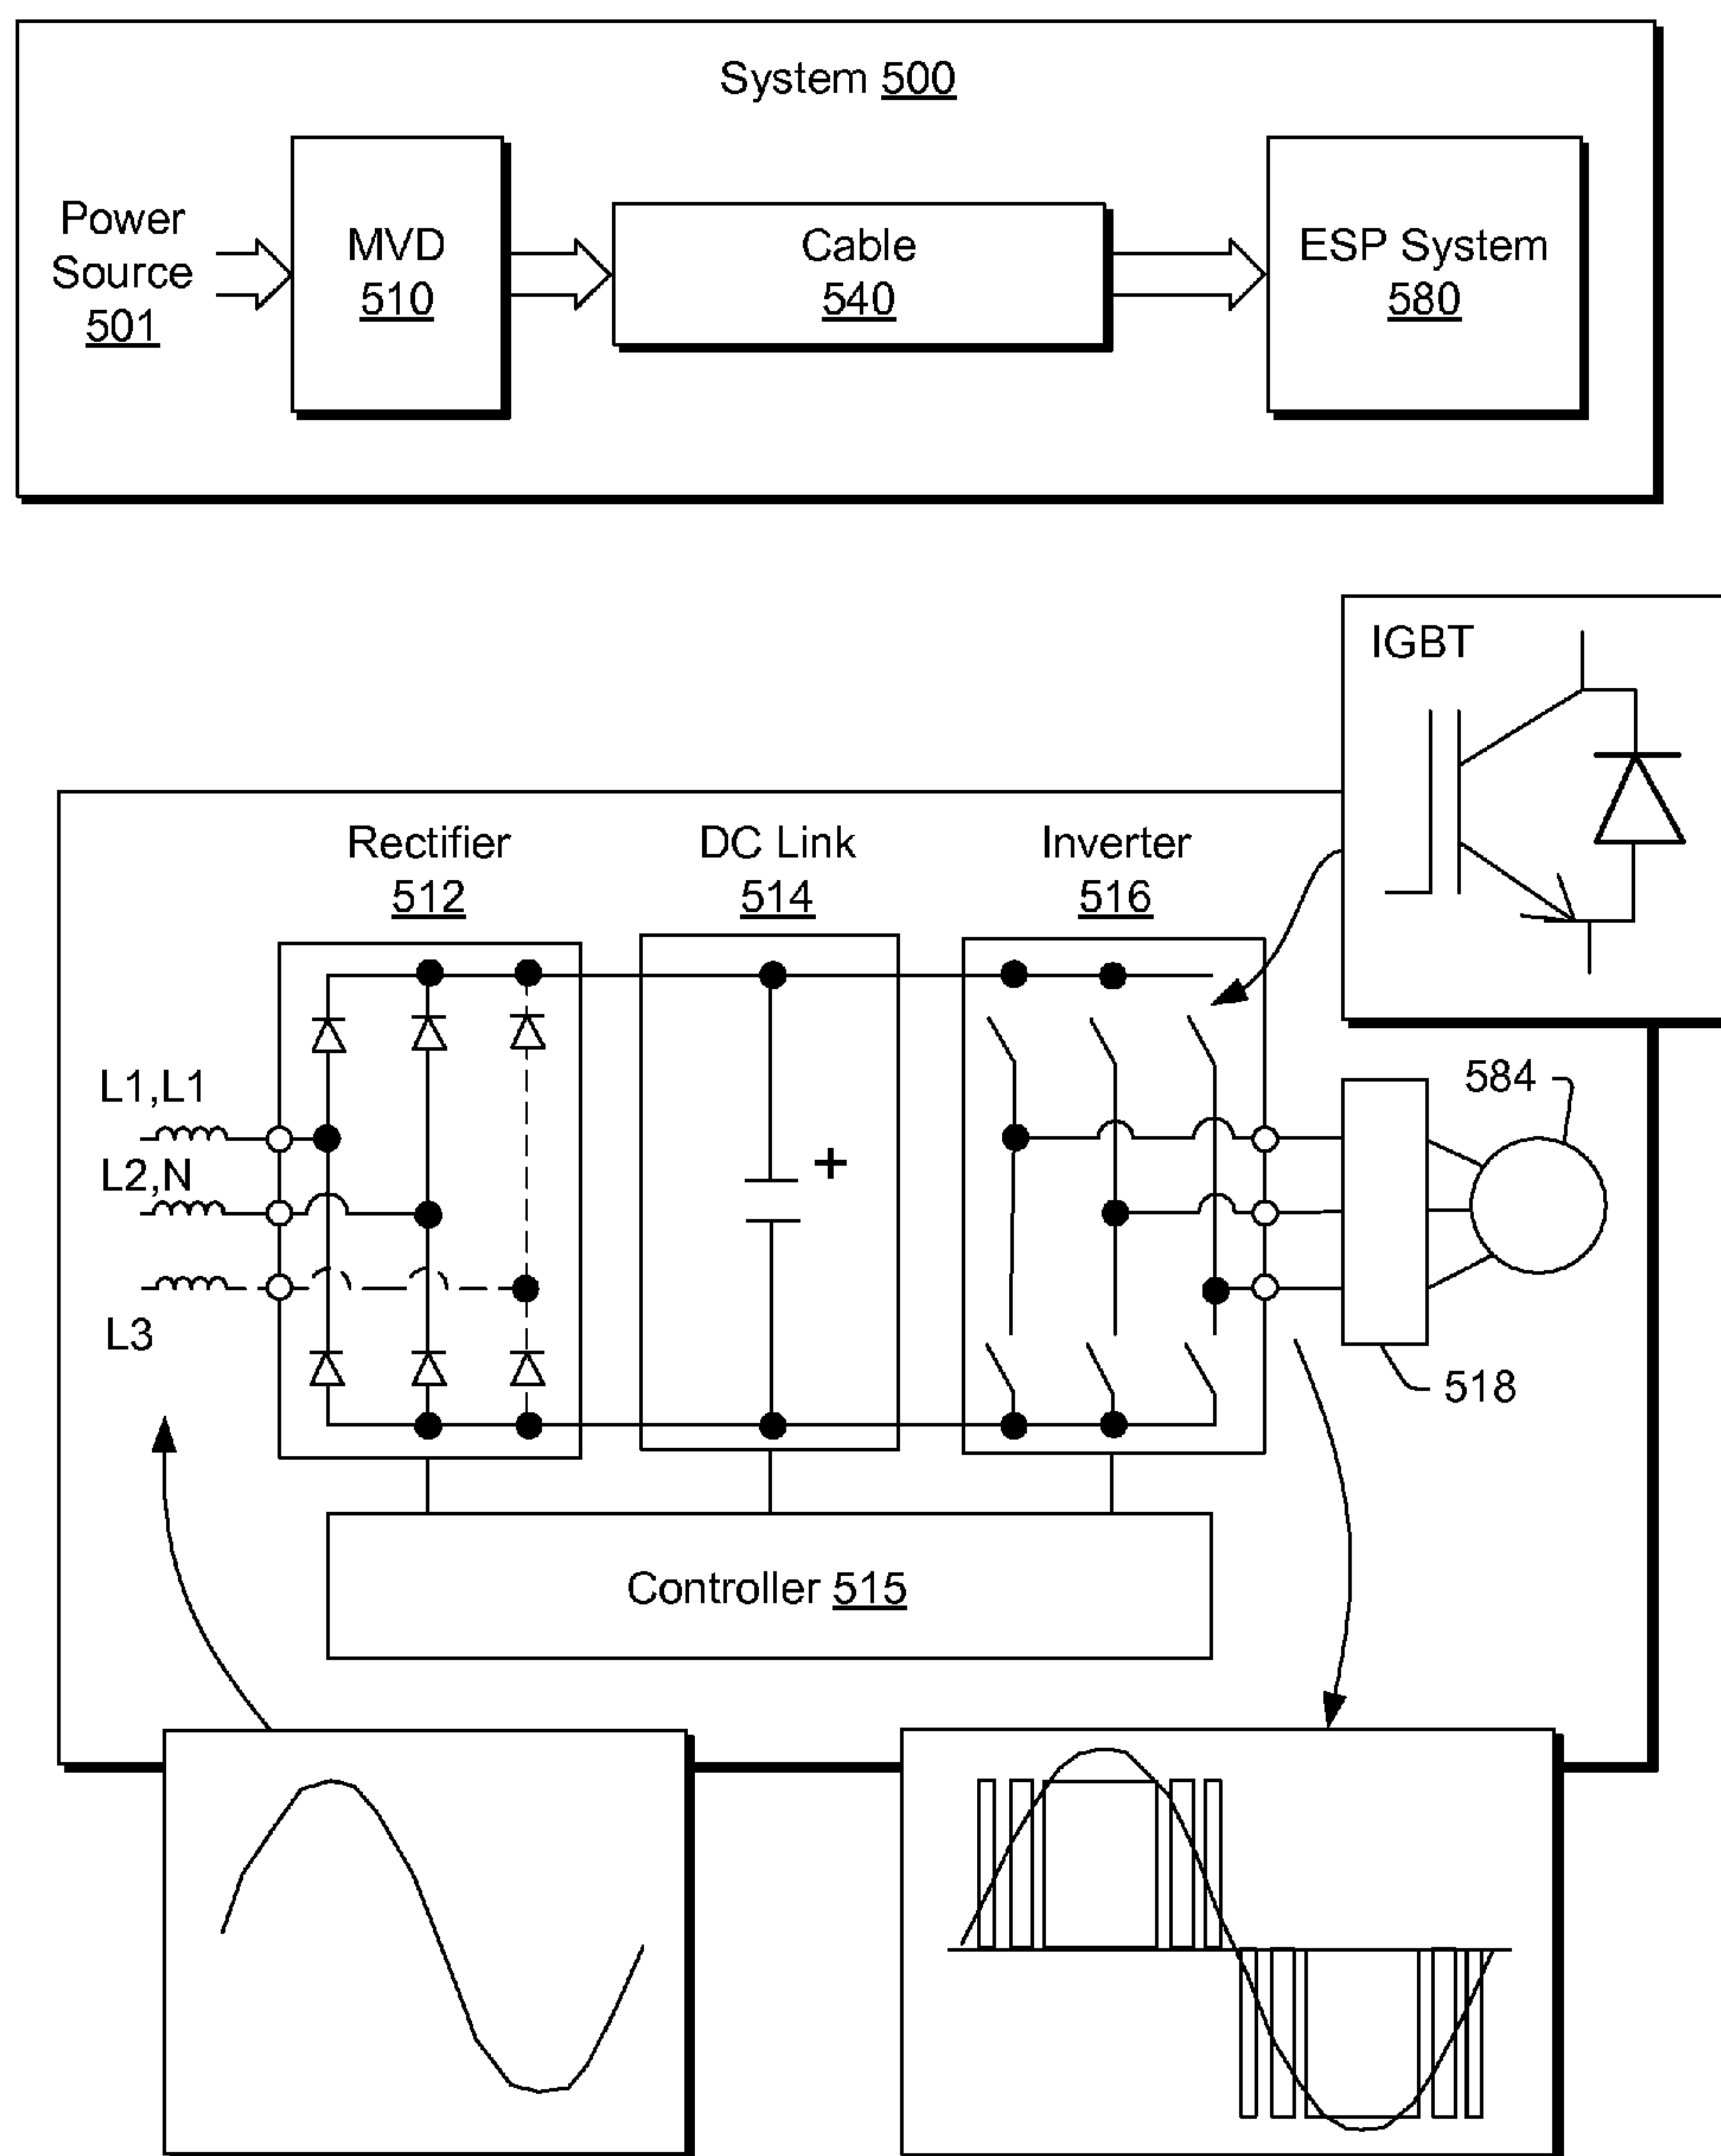 System 500
Power
Source
501
MVD
510
Cable
540
ESP System
580
IGBT
Rectifier
512
DC Link
514
Inverter
516
L1,L1
L2,N
L3
+
584
518
Controller 515